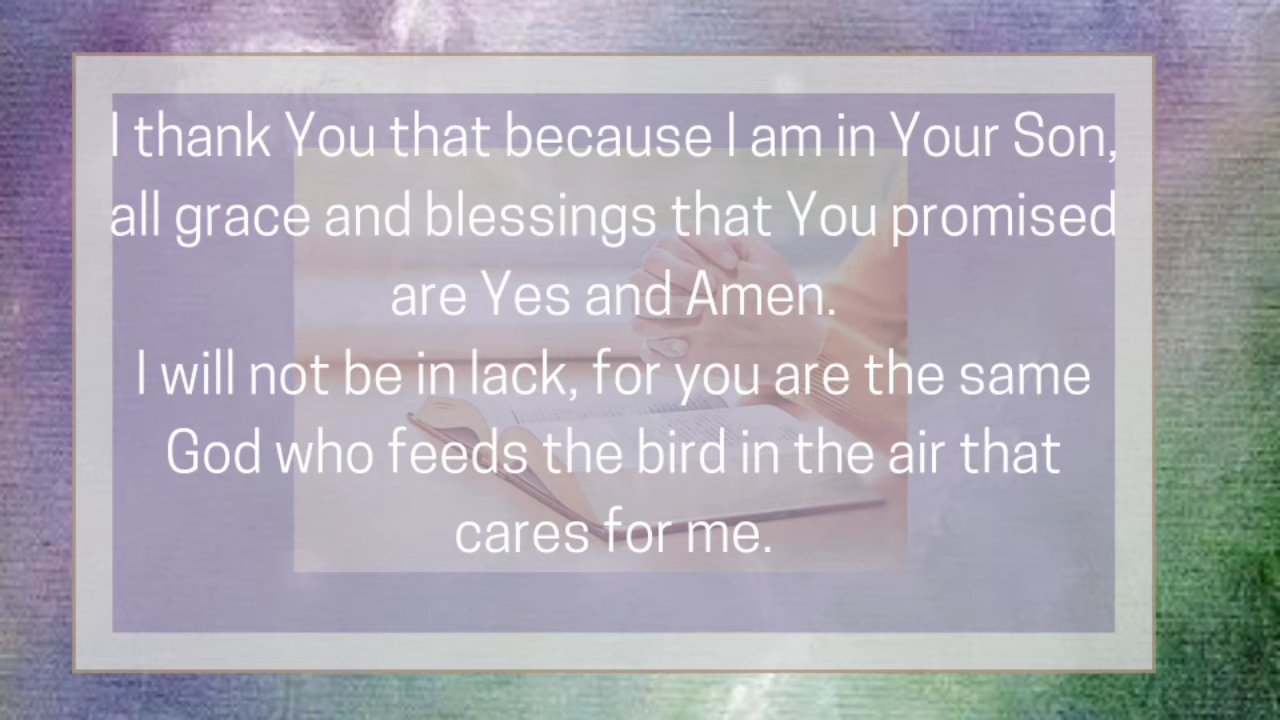 I thank You that because I am in Your Son,
all grace and blessings that You promised
are Yes and Amen.
I will not be in lack, for you are the same
God who feeds the bird in the air that
cares for me.